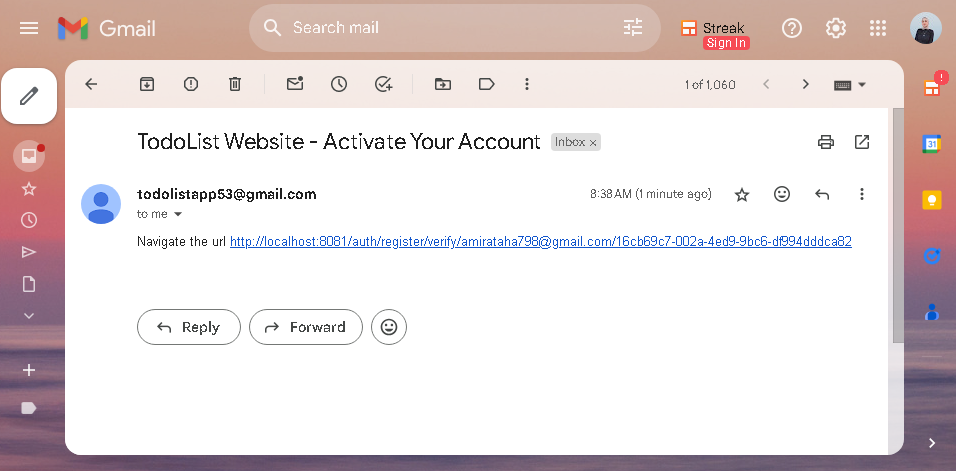 Gmail
Search mail
Streak
Sign In
1 of 1,060
TodoList Website - Activate Your Account
Inbox x
todolistapp53@gmail.com
8:38 AM (1 minute ago)
to me
Navigate the url http://localhost:8081/auth/register/verify/amirataha798@gmail.com/16cb69c7-002a-4ed9-9bc6-df994dddca82
Reply
Forward
!
31